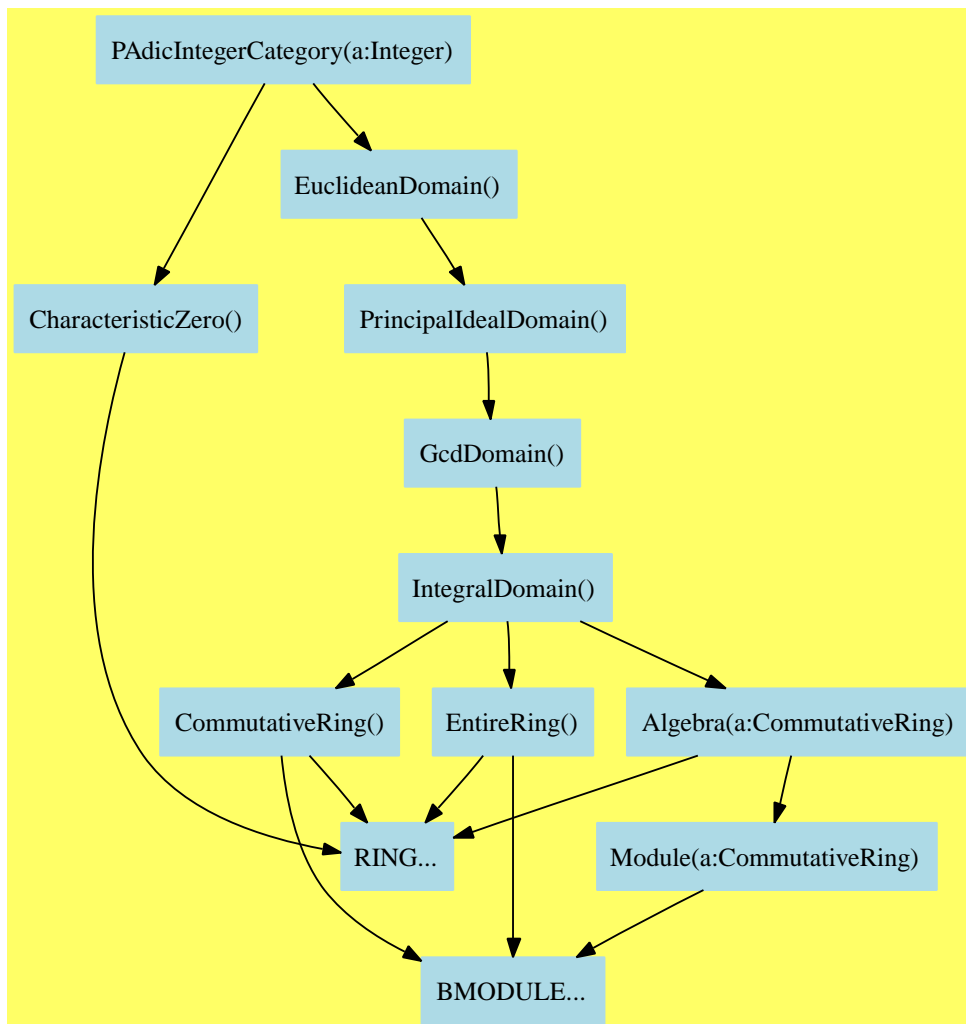 PAdicIntegerCategory(a:Integer)
EuclideanDomain()
CharacteristicZero()
PrincipalIdealDomain()
GcdDomain()
IntegralDomain()
CommutativeRing()
EntireRing()
Algebra(a:CommutativeRing)
RING...
Module(a:CommutativeRing)
BMODULE...